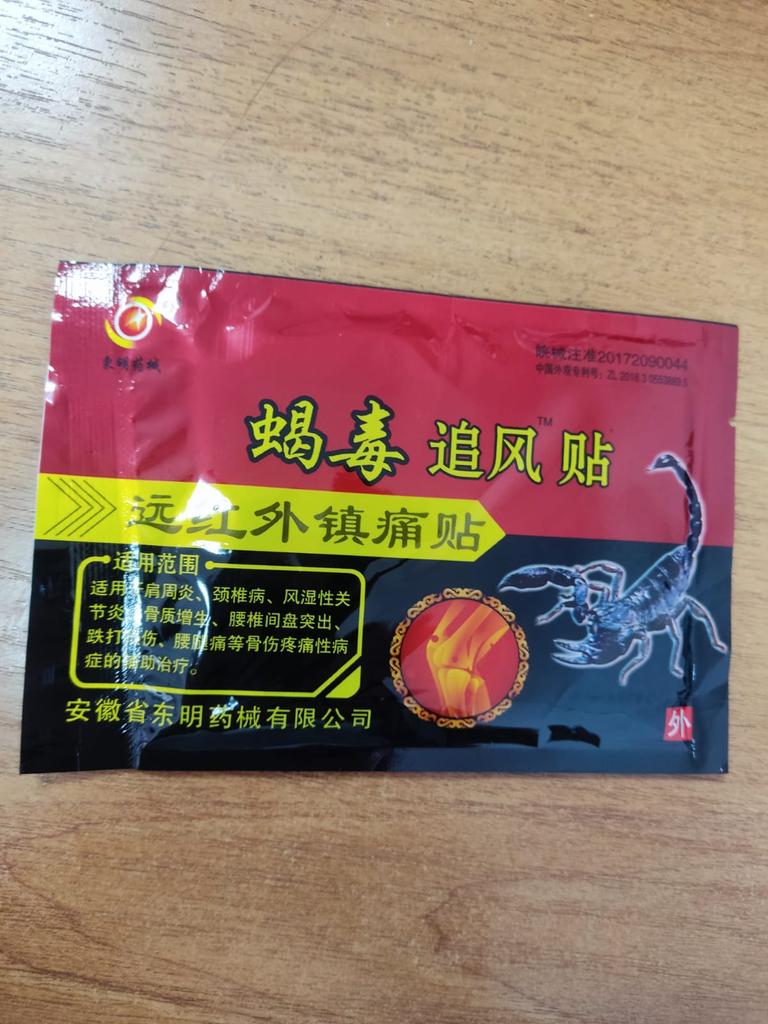 东明药械
皖械注准20172090044
中国外观专利号：ZL 2018 3 0553889.5
蝎毒 追风™贴
远红外镇痛贴
适用范围
适用于肩周炎、颈椎病、风湿性关
节炎、骨质增生、腰椎间盘突出、
跌打损伤、腰腿痛等骨伤疼痛性病
症的辅助治疗。
安徽省东明药械有限公司
外